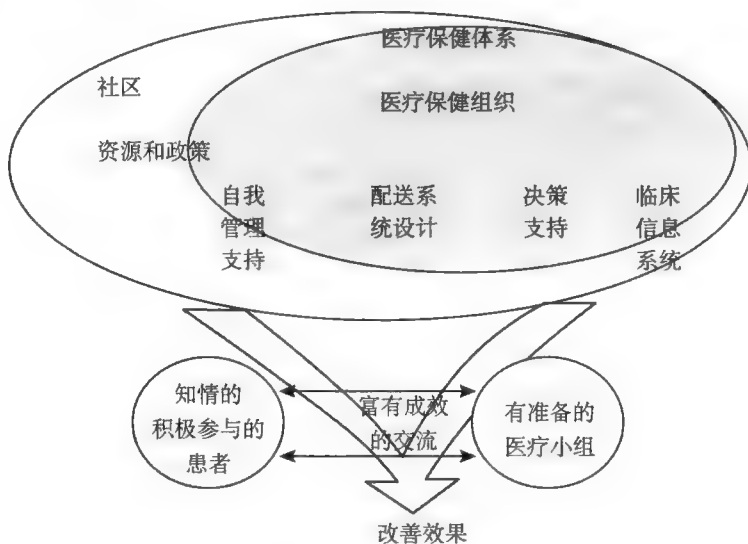 医疗保健体系
社区
医疗保健组织
资源和政策
自我
管理
支持
配送系
统设计
决策
支持
临床
信息
系统
知情的
积极参与的
患者
富有成效
的交流
有准备的
医疗小组
改善效果